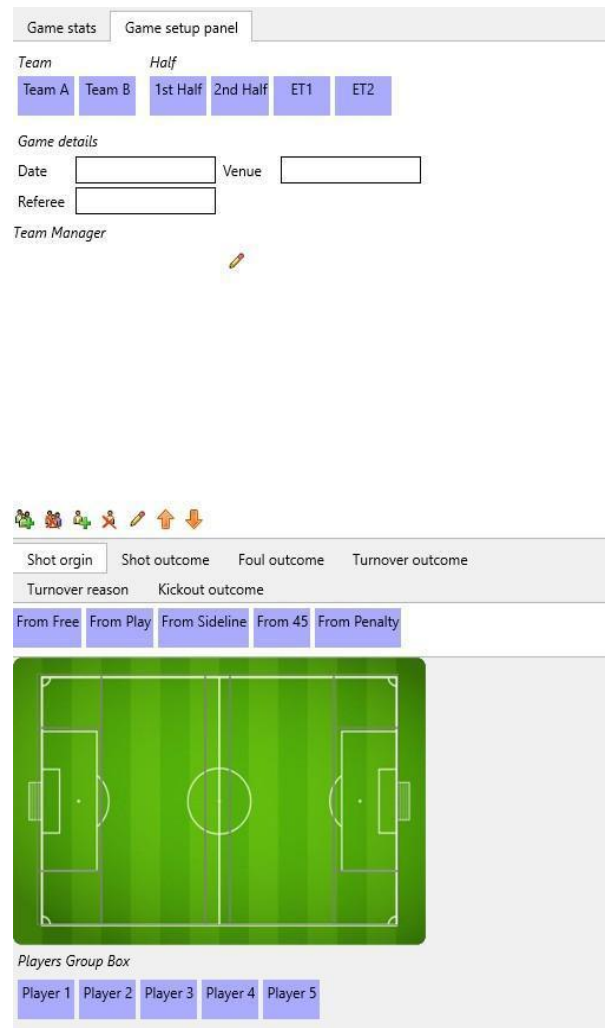 Game stats Game setup panel
Team Half
Team A Team B 1st Half 2nd Half ET1 ET2
Game details
Date Venue
Referee
Team Manager
Shot orgin Shot outcome Foul outcome Turnover outcome
Turnover reason Kickout outcome
From Free From Play From Sideline From 45 From Penalty
Players Group Box
Player 1 Player 2 Player 3 Player 4 Player 5